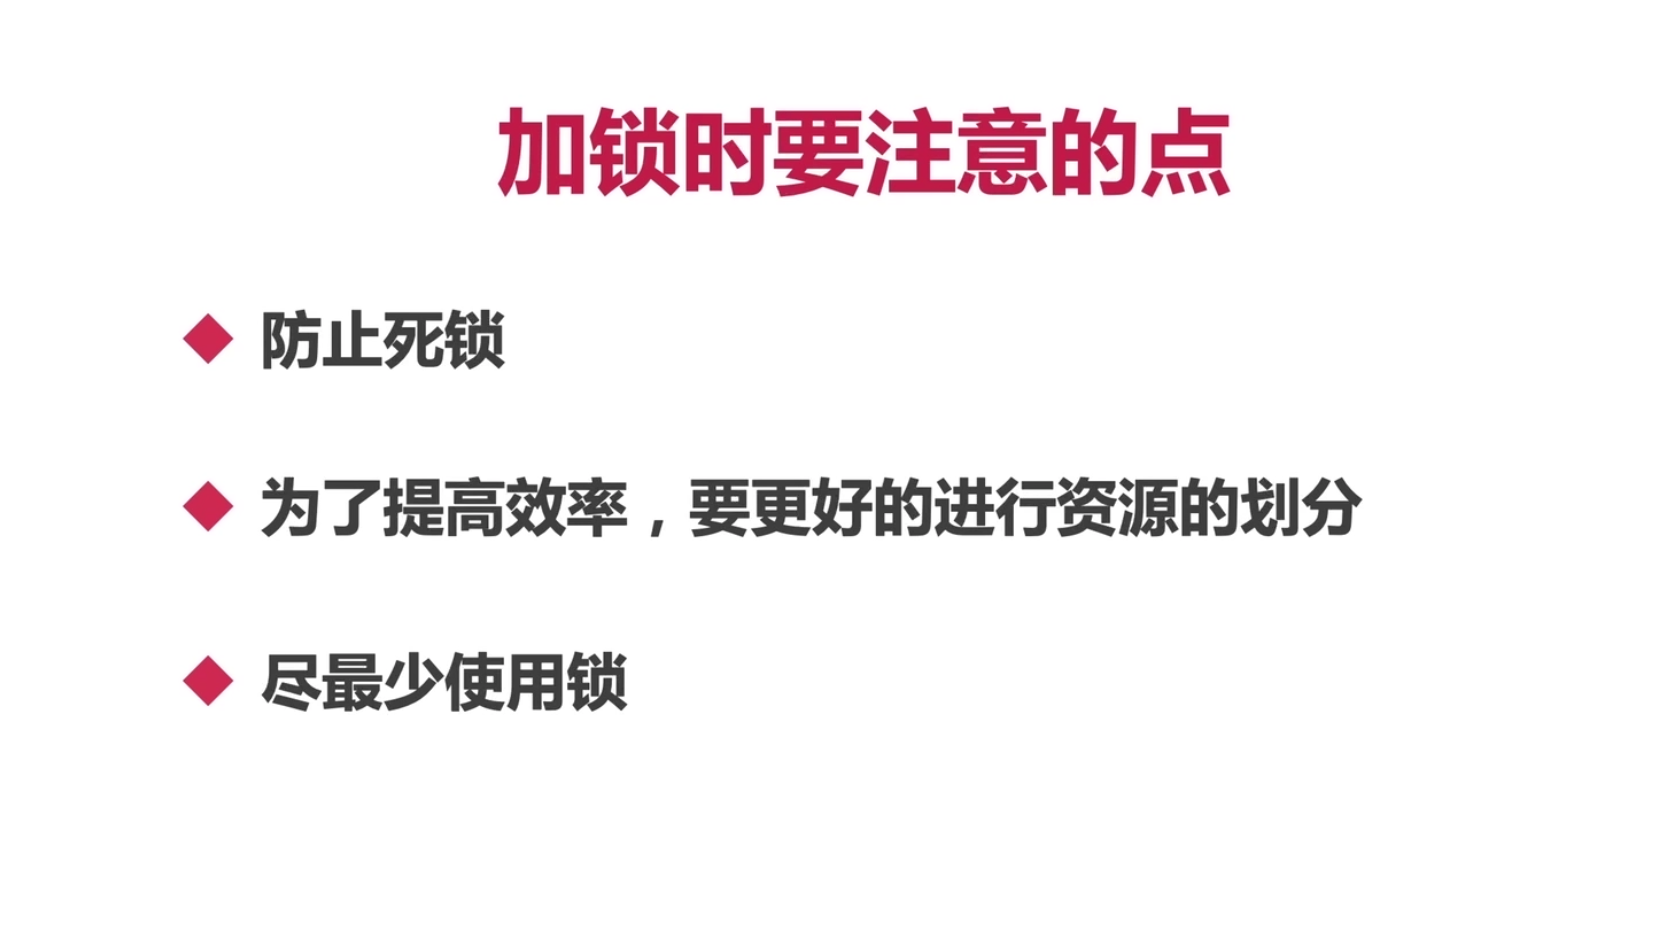 加锁时要注意的点
防止死锁
为了提高效率，要更好的进行资源的划分
尽最少使用锁